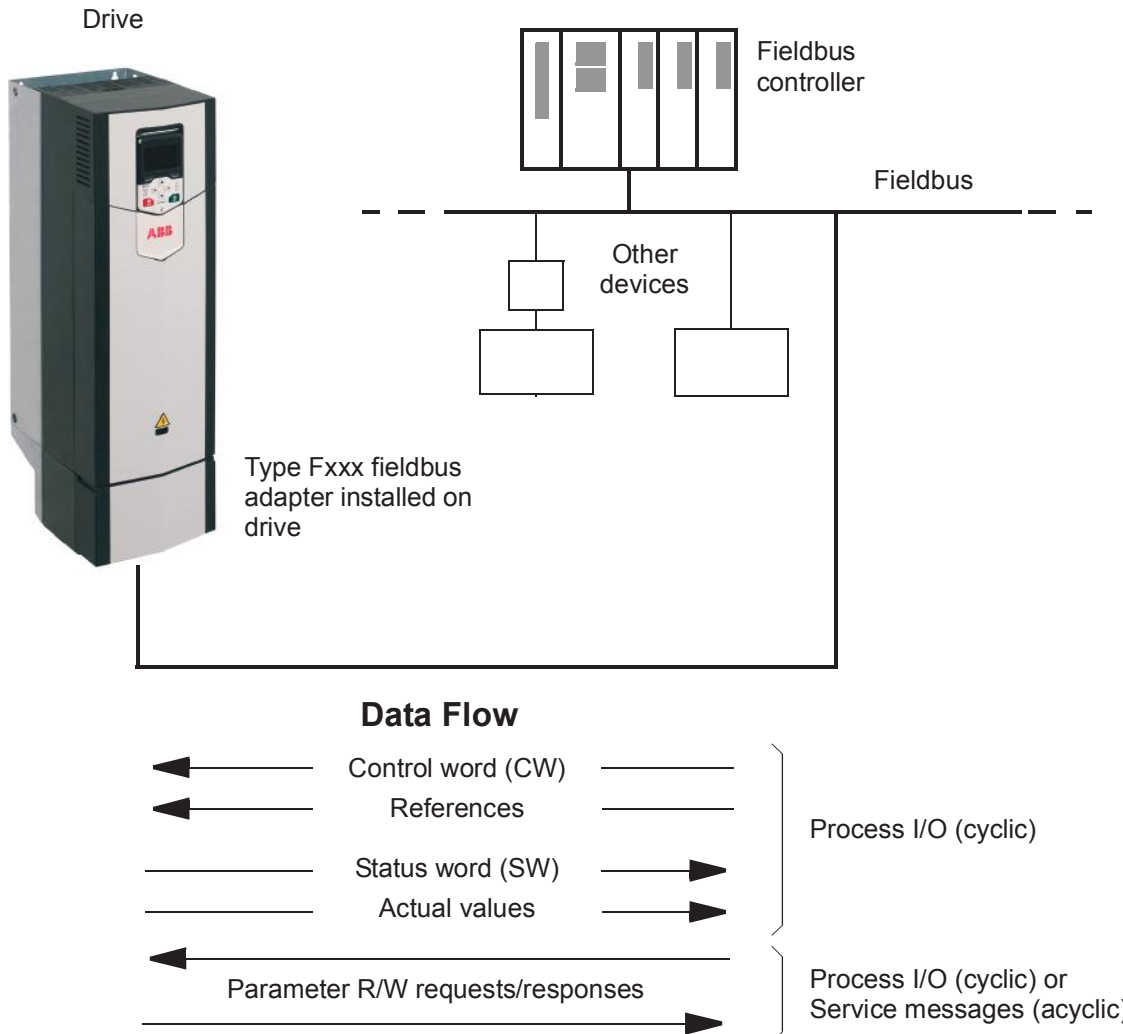 Drive
Fieldbus
controller
Fieldbus
Other
devices
ABB
Type Fxxx fieldbus
adapter installed on
drive
Data Flow
Control word (CW)
References
Process I/O (cyclic)
Status word (SW)
Actual values
Parameter R/W requests/responses
Process I/O (cyclic) or
Service messages (acyclic)